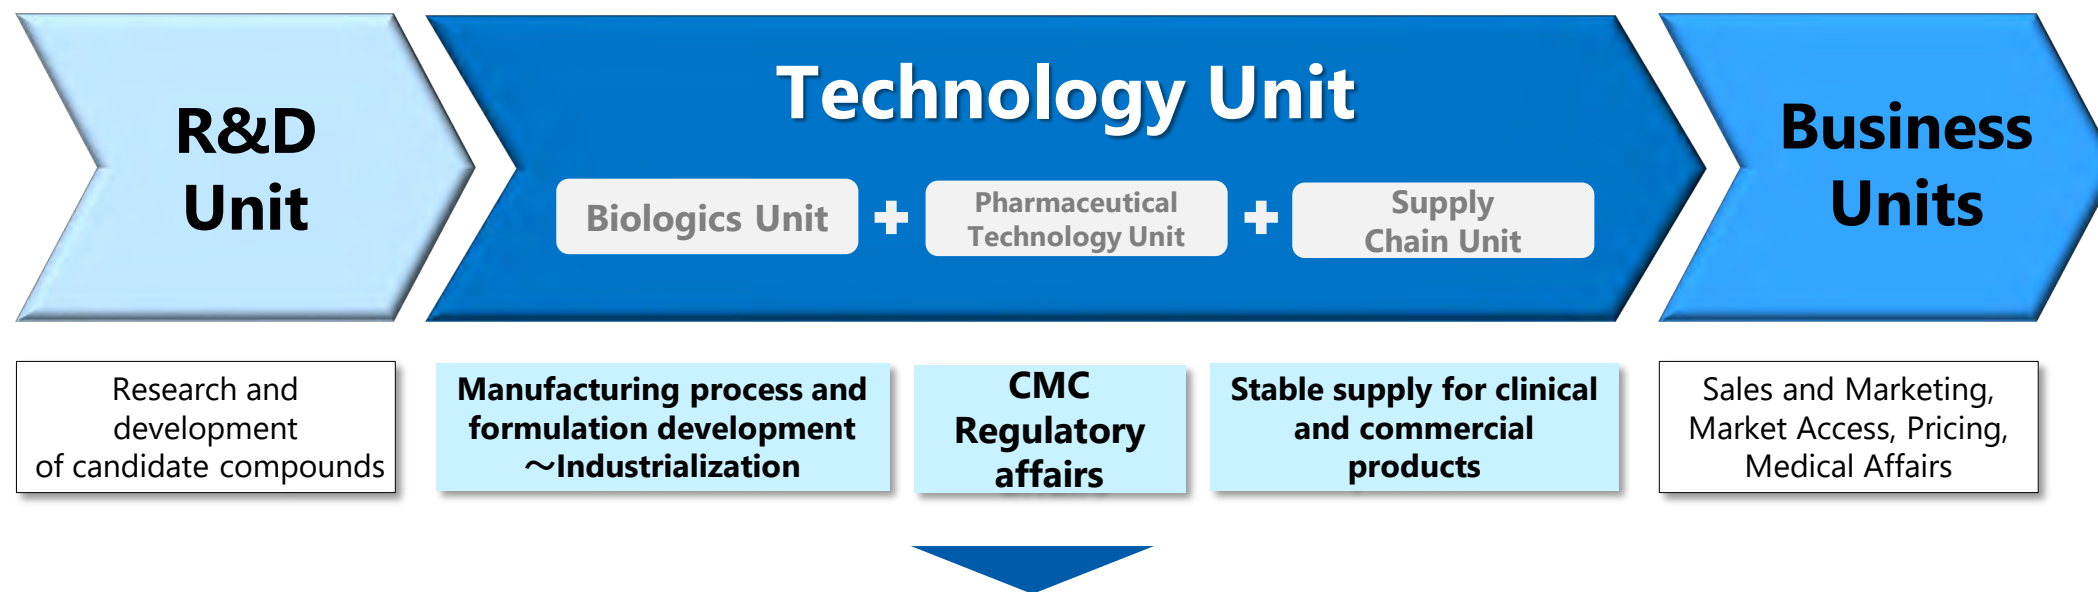 R&D
Unit
Technology Unit
Biologics Unit
+
Pharmaceutical
Technology Unit
+
Supply
Chain Unit
Business
Units
Research and
development
of candidate compounds
Manufacturing process and
formulation development
～Industrialization
CMC
Regulatory
affairs
Stable supply for clinical
and commercial
products
Sales and Marketing,
Market Access, Pricing,
Medical Affairs